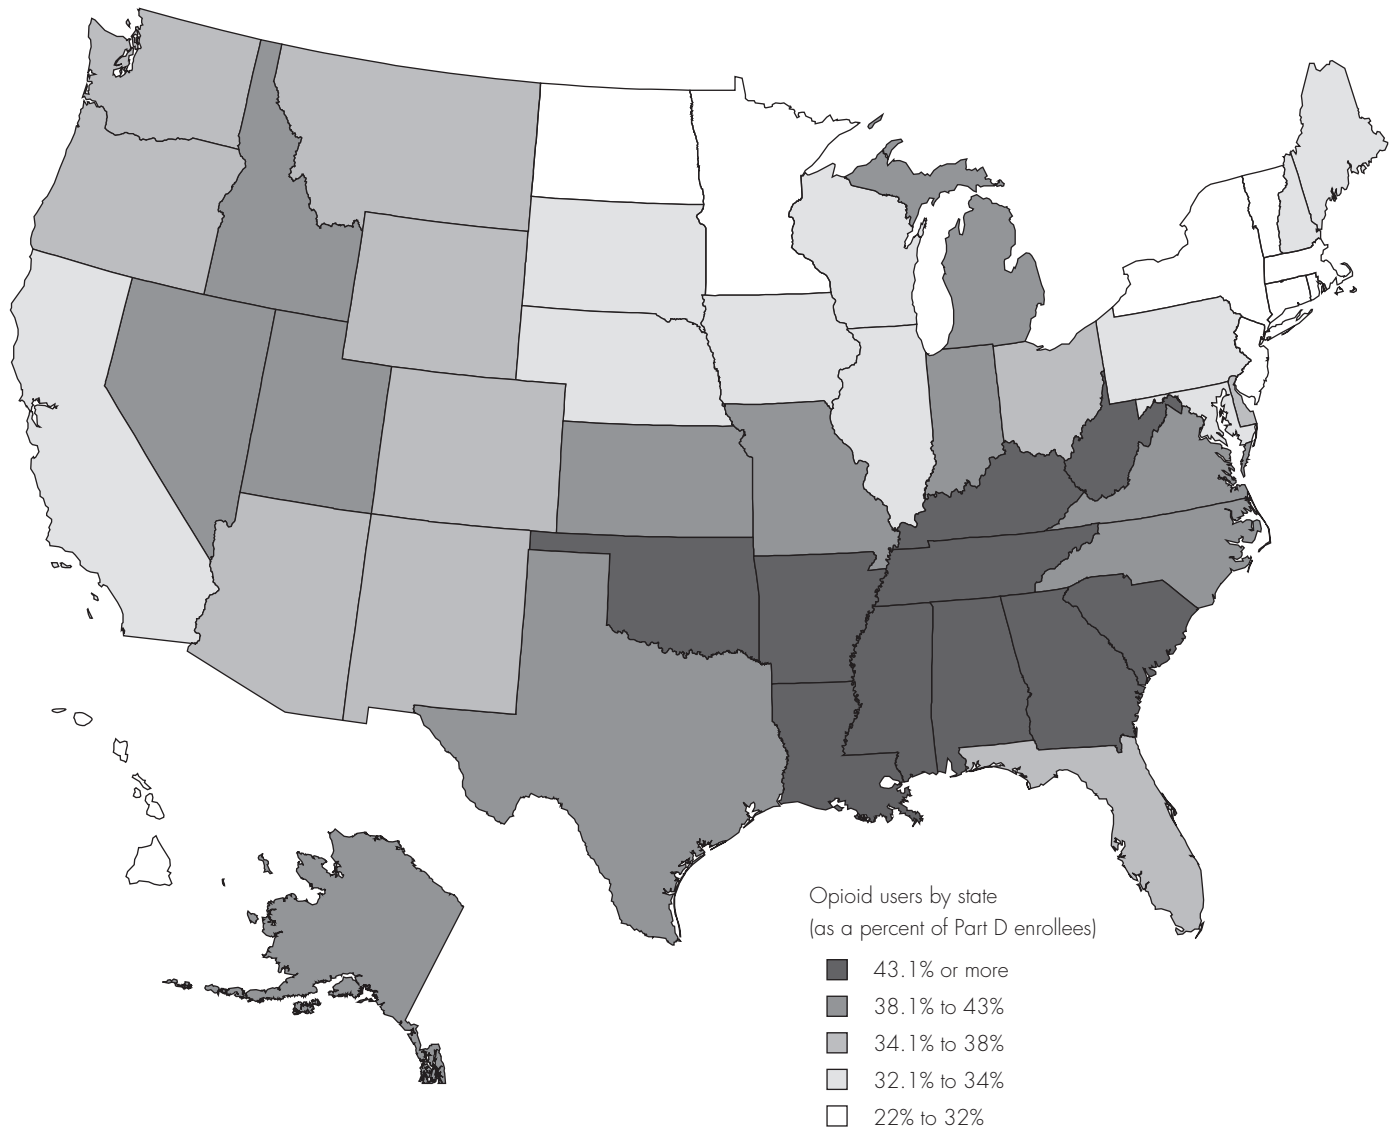 Opioid users by state
(as a percent of Part D enrollees)
43.1% or more
38.1% to 43%
34.1% to 38%
32.1% to 34%
22% to 32%